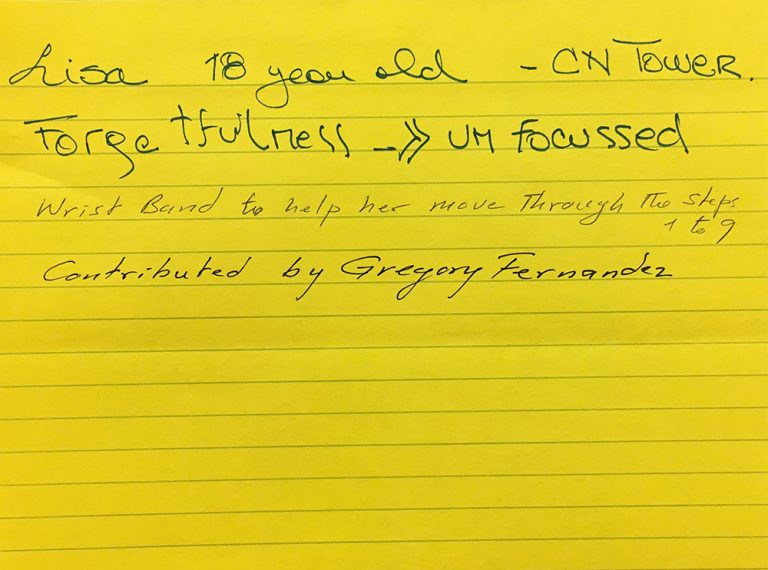 Lisa 18 year old - CN TOWER.
Forgetfulness -->> UN focussed
Wrist Band to help her move Through The steps
1 to 9
Contributed by Gregory Fernandez